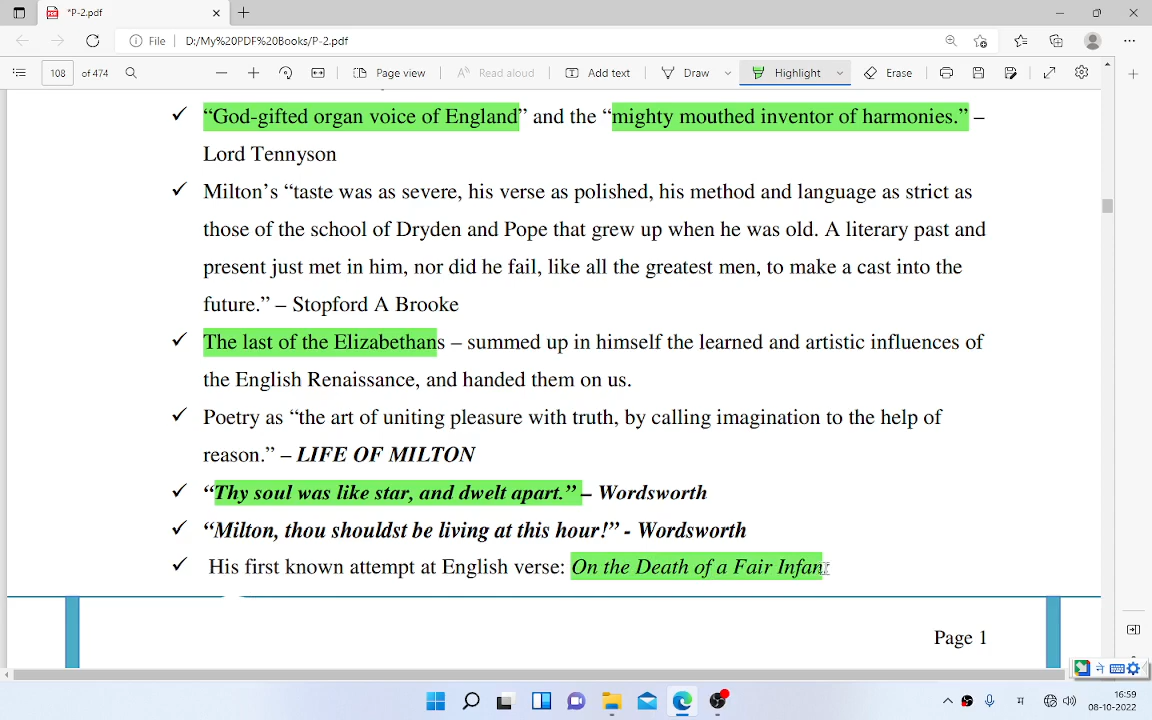 *P-2.pdf
File D:/My%20PDF%20Books/P-2.pdf
108 of 474 Page view Read aloud Add text Draw Highlight Erase
✓ “God-gifted organ voice of England” and the “mighty mouthed inventor of harmonies.” –
Lord Tennyson
✓ Milton’s “taste was as severe, his verse as polished, his method and language as strict as
those of the school of Dryden and Pope that grew up when he was old. A literary past and
present just met in him, nor did he fail, like all the greatest men, to make a cast into the
future.” – Stopford A Brooke
✓ The last of the Elizabethans – summed up in himself the learned and artistic influences of
the English Renaissance, and handed them on us.
✓ Poetry as “the art of uniting pleasure with truth, by calling imagination to the help of
reason.” – LIFE OF MILTON
✓ “Thy soul was like star, and dwelt apart.” – Wordsworth
✓ “Milton, thou shouldst be living at this hour!” - Wordsworth
✓ His first known attempt at English verse: On the Death of a Fair Infan
Page 1
16:59
08-10-2022